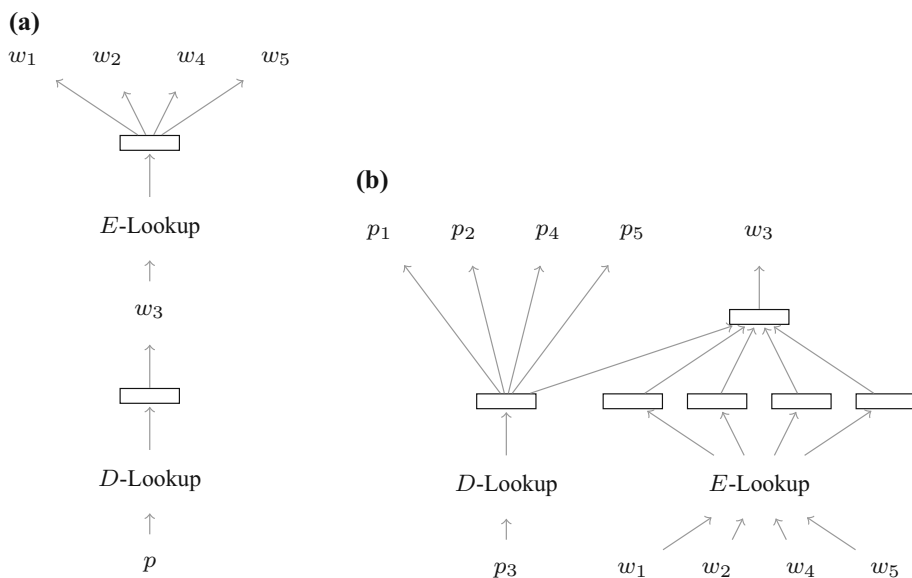 (a)
w1 w2 w4 w5
E-Lookup
w3
D-Lookup
p
(b)
p1 p2 p4 p5 w3
D-Lookup E-Lookup
p3 w1 w2 w4 w5